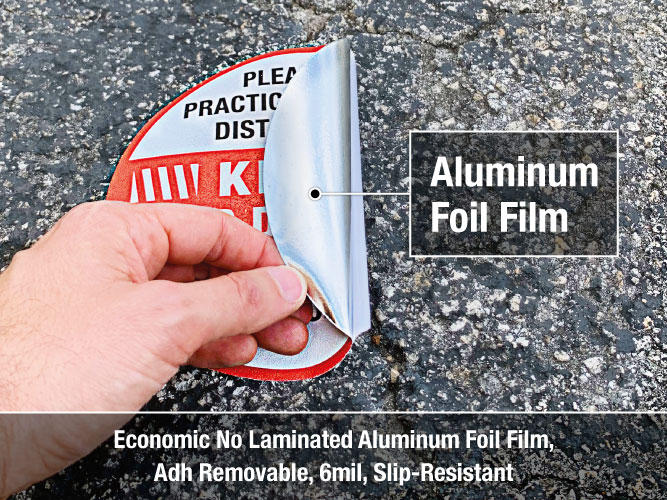 PLEA
PRACTIC
DIST
K
Aluminum
Foil Film
Economic No Laminated Aluminum Foil Film,
Adh Removable, 6mil, Slip-Resistant